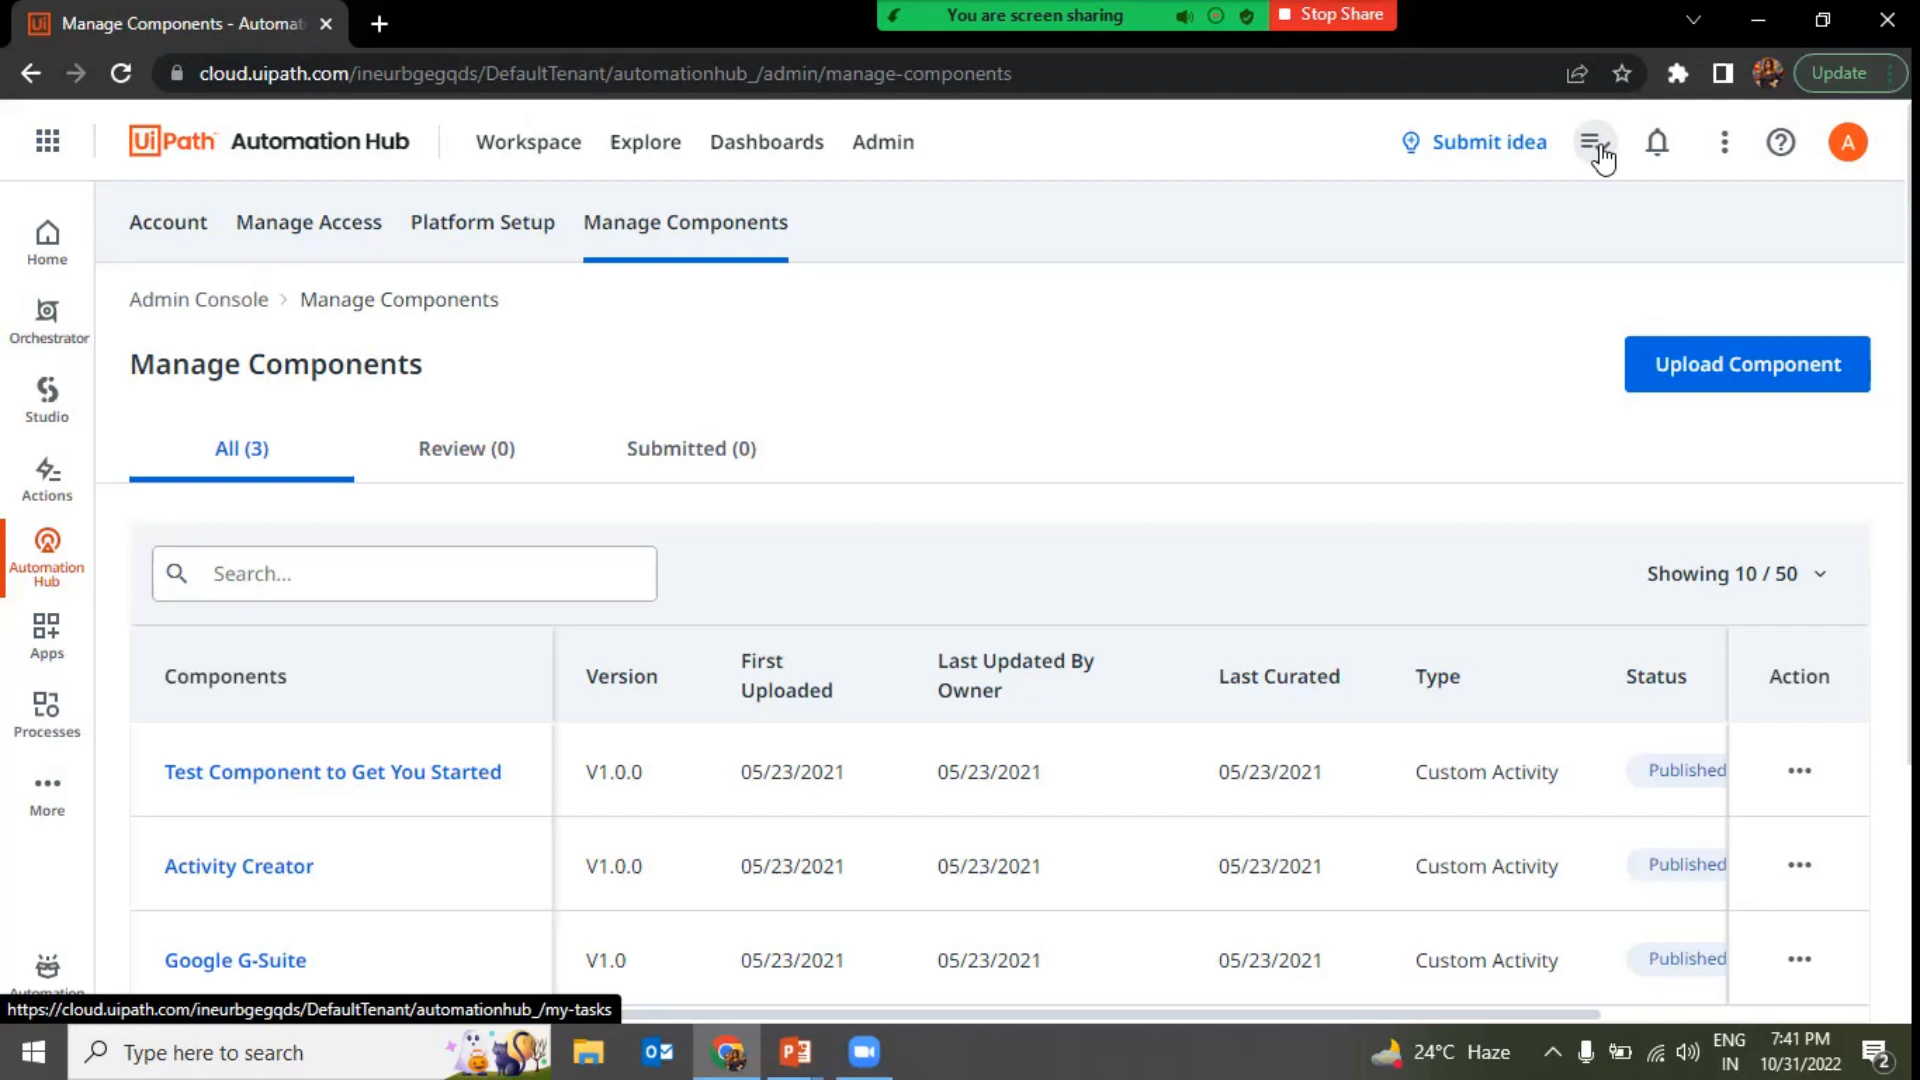 Manage Components - Automat
You are screen sharing
Stop Share
cloud.uipath.com/ineurbgegqds/DefaultTenant/automationhub_/admin/manage-components
Update
UiPath Automation Hub
Workspace
Explore
Dashboards
Admin
Submit idea
A
Account
Manage Access
Platform Setup
Manage Components
Home
Orchestrator
Studio
Actions
Automation
Hub
Apps
Processes
More
Admin Console > Manage Components
Manage Components
Upload Component
All (3)
Review (0)
Submitted (0)
Search...
Showing 10 / 50
Components
Version
First
Uploaded
Last Updated By
Owner
Last Curated
Type
Status
Action
Test Component to Get You Started
V1.0.0
05/23/2021
05/23/2021
05/23/2021
Custom Activity
Published
Activity Creator
V1.0.0
05/23/2021
05/23/2021
05/23/2021
Custom Activity
Published
Google G-Suite
V1.0
05/23/2021
05/23/2021
05/23/2021
Custom Activity
Published
https://cloud.uipath.com/ineurbgegqds/DefaultTenant/automationhub_/my-tasks
Type here to search
24°C Haze
ENG
IN
7:41 PM
10/31/2022
2